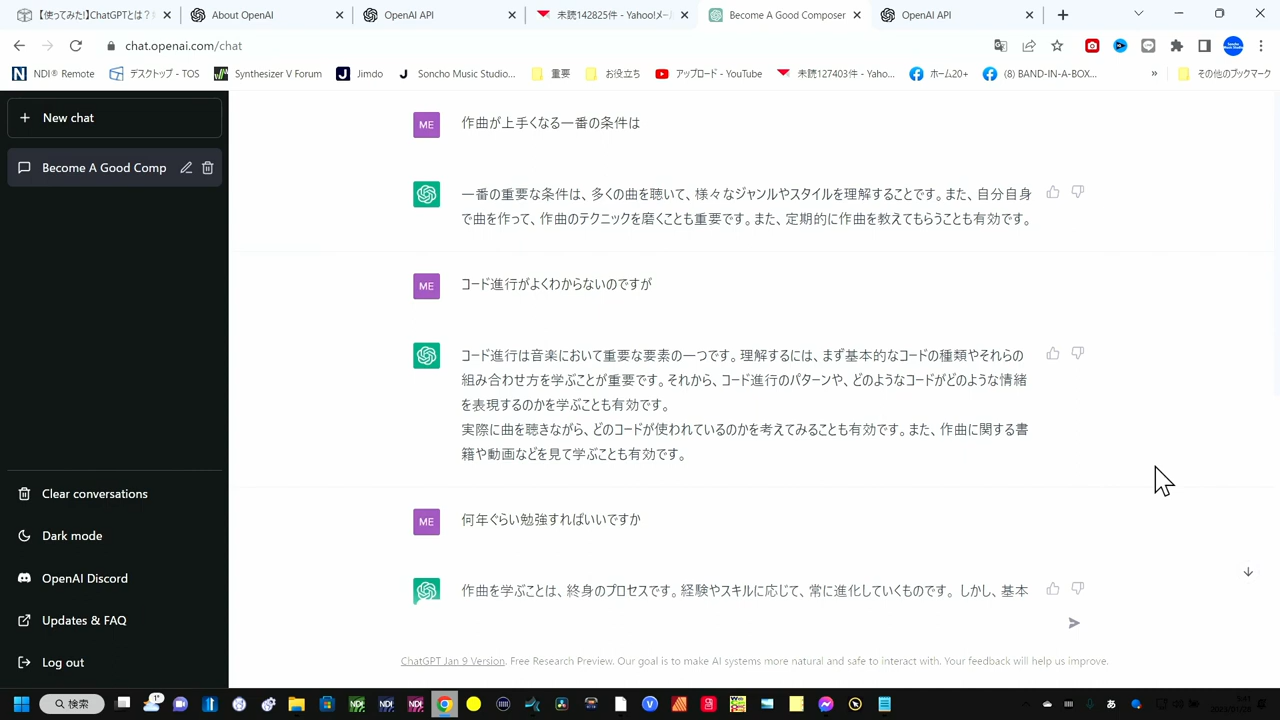 【使ってみた!】ChatGPTとは?
About OpenAI
OpenAI API
未読142825件 - Yahoo!メー
Become A Good Composer
OpenAI API
chat.openai.com/chat
NDI® Remote
デスクトップ - TOS
Synthesizer V Forum
Jimdo
Soncho Music Studio...
重要
お役立ち
アップロード - YouTube
未読127403件 - Yaho...
ホーム20+
(8) BAND-IN-A-BOX...
»
その他のブックマーク
New chat
Become A Good Comp
Clear conversations
Dark mode
OpenAI Discord
Updates & FAQ
Log out
ME
作曲が上手くなる一番の条件は
一番の重要な条件は、多くの曲を聴いて、様々なジャンルやスタイルを理解することです。また、自分自身
で曲を作って、作曲のテクニックを磨くことも重要です。また、定期的に作曲を教えてもらうことも有効です。
ME
コード進行がよくわからないのですが
コード進行は音楽において重要な要素の一つです。理解するには、まず基本的なコードの種類やそれらの
組み合わせ方を学ぶことが重要です。それから、コード進行のパターンや、どのようなコードがどのような情緒
を表現するのかを学ぶことも有効です。
実際に曲を聴きながら、どのコードが使われているのかを考えてみることも有効です。また、作曲に関する書
籍や動画などを見て学ぶことも有効です。
ME
何年ぐらい勉強すればいいですか
作曲を学ぶことは、終身のプロセスです。経験やスキルに応じて、常に進化していくものです。しかし、基本
ChatGPT Jan 9 Version. Free Research Preview. Our goal is to make AI systems more natural and safe to interact with. Your feedback will help us improve.
検索